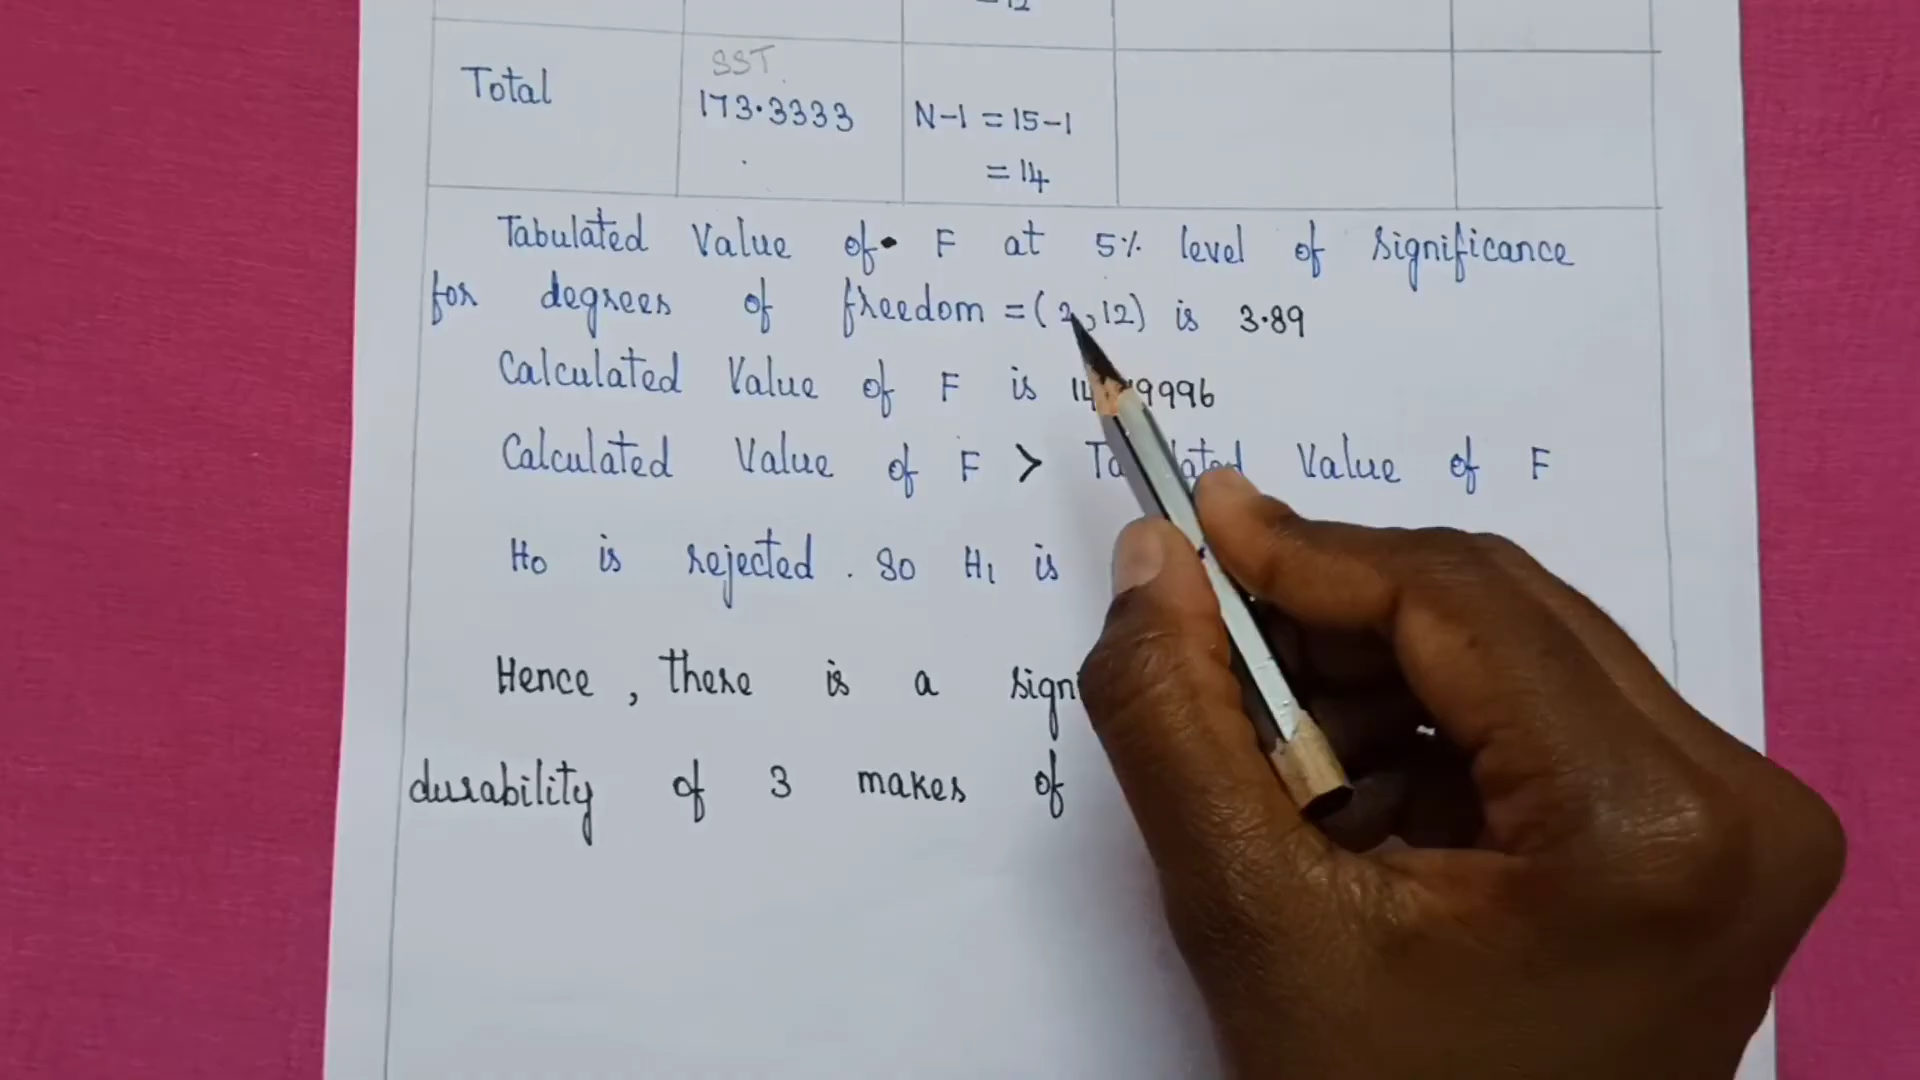 = 12
SST
Total 173.3333 N-1 = 15-1
= 14
Tabulated Value of F at 5% level of significance
for degrees of freedom = (2, 12) is 3.89
Calculated Value of F is
Calculated Value of F > Value of F
H0 is rejected. So H1 is
Hence, there is a
durability of 3 makes of